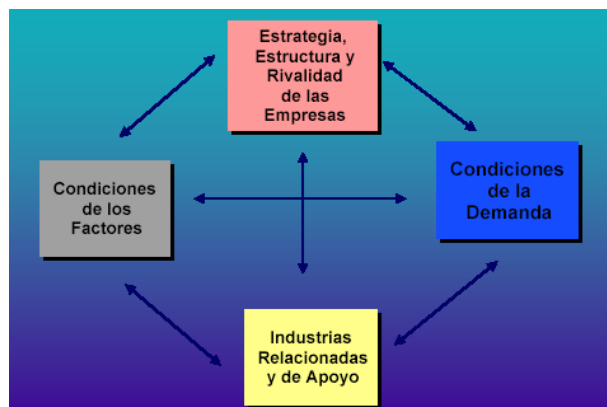 Estrategia,
Estructura y
Rivalidad
de las
Empresas
Condiciones
de los
Factores
Condiciones
de la
Demanda
Industrias
Relacionadas
y de Apoyo